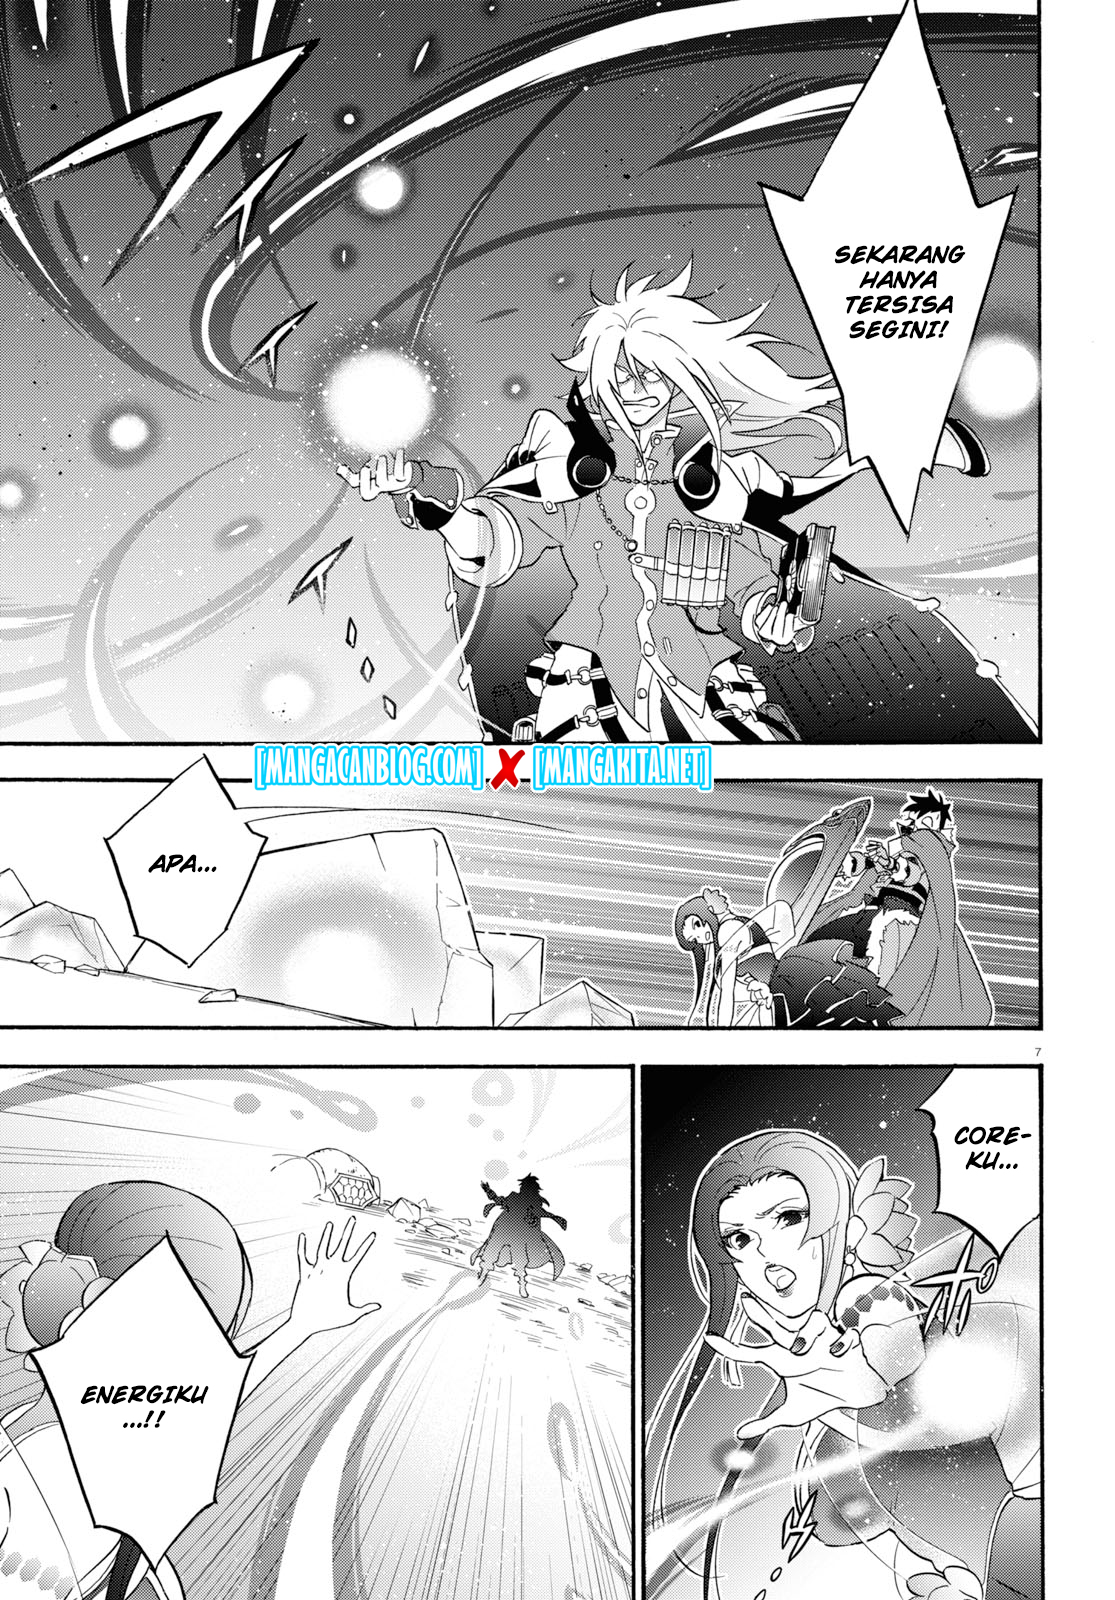 SEKARANG
HANYA
TERSISA
SEGINI!
[MANGACANBLOG.COM] X [MANGAKITA.NET]
APA...
7
CORE-
KU...
ENERGIKU
...!!